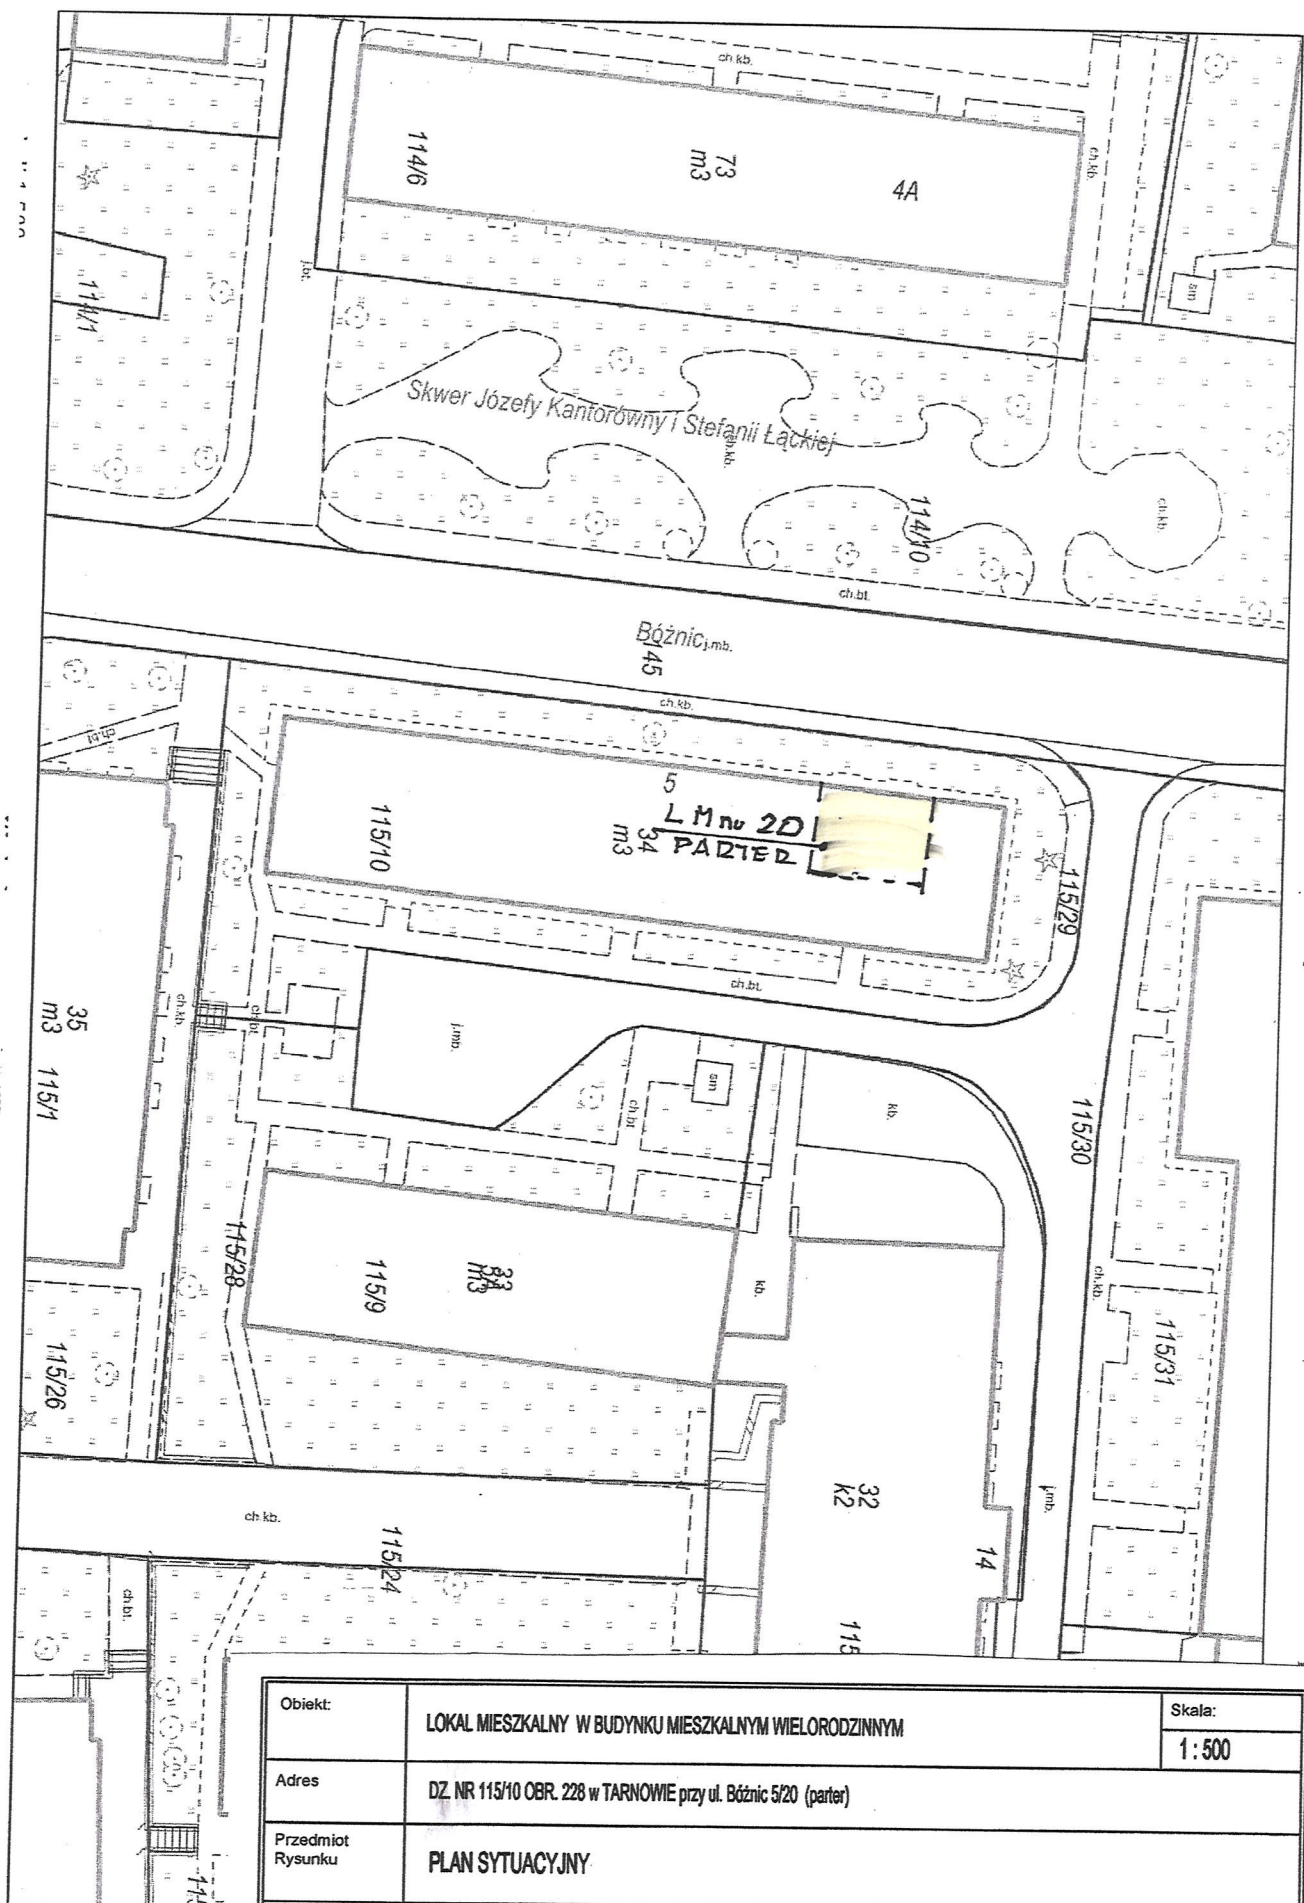 ch.kb.
114/6
73
m3
4A
ch.kb.
sm
j.bt.
114/1
Skwer Józefy Kantorówny i Stefanii Łąckiej
ch.kb.
ch.kb.
114/10
ch.bt.
Bóżnic j.mb.
145
ch.kb.
ch.bt
5
L M nu 20
PARTER
34
m3
115/10
115/29
35
m3
115/1
ch.kb.
ch.bt.
j.mb.
ch.bt.
sm
ch.bt
kb.
115/30
115/28
115/9
33
m3
kb.
ch.kb.
115/31
115/26
32
k2
j.mb.
14
ch.kb.
115/24
ch.bt.
115
Obiekt:
LOKAL MIESZKALNY W BUDYNKU MIESZKALNYM WIELORODZINNYM
Skala:
1 : 500
Adres
DZ. NR 115/10 OBR. 228 w TARNOWIE przy ul. Bóżnic 5/20 (parter)
Przedmiot
Rysunku
PLAN SYTUACYJNY